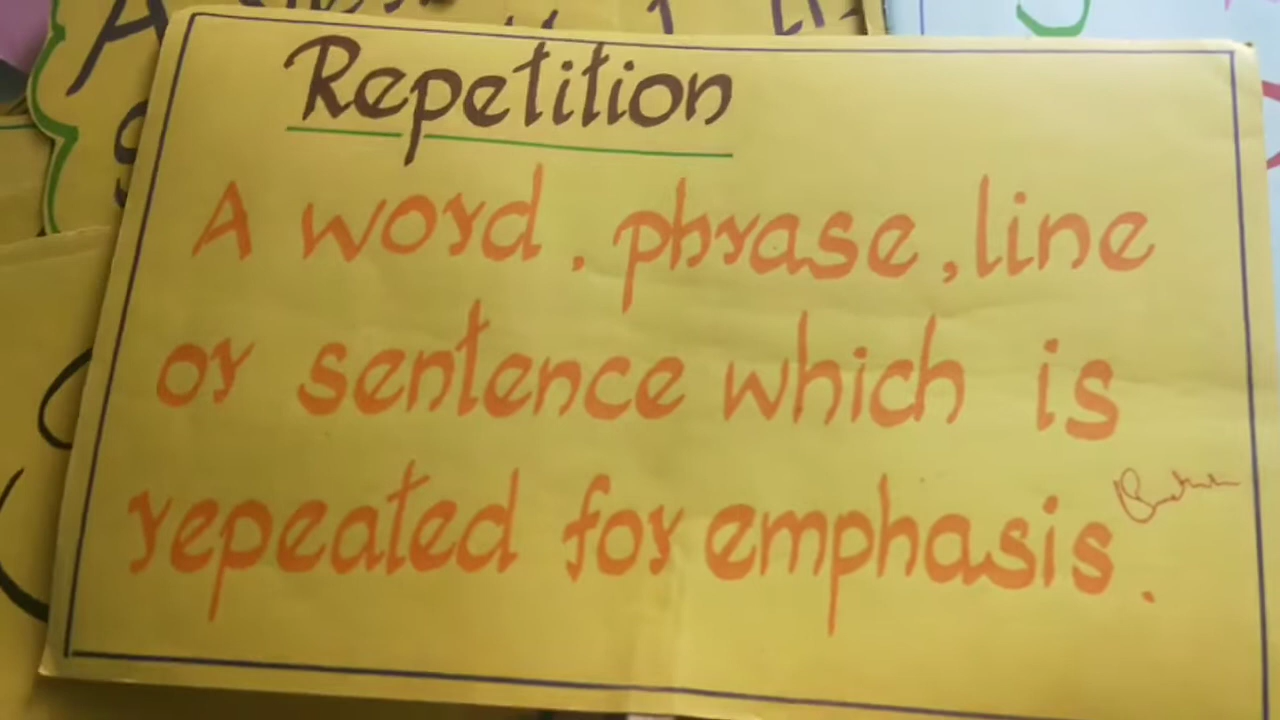 Repetition
A word . phrase , line
or sentence which is
repeated for emphasis .